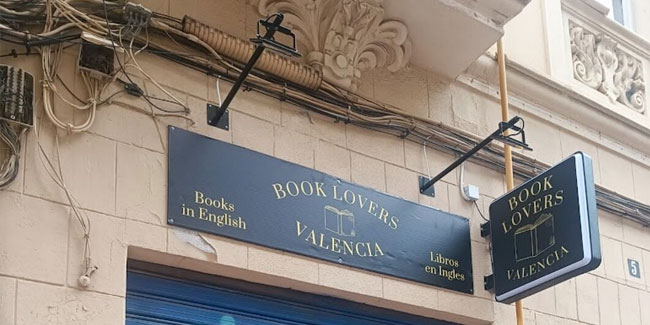 Books
in English
BOOK LOVERS
VALENCIA
Libros
en Ingles
BOOK
LOVERS
VALENCIA
5